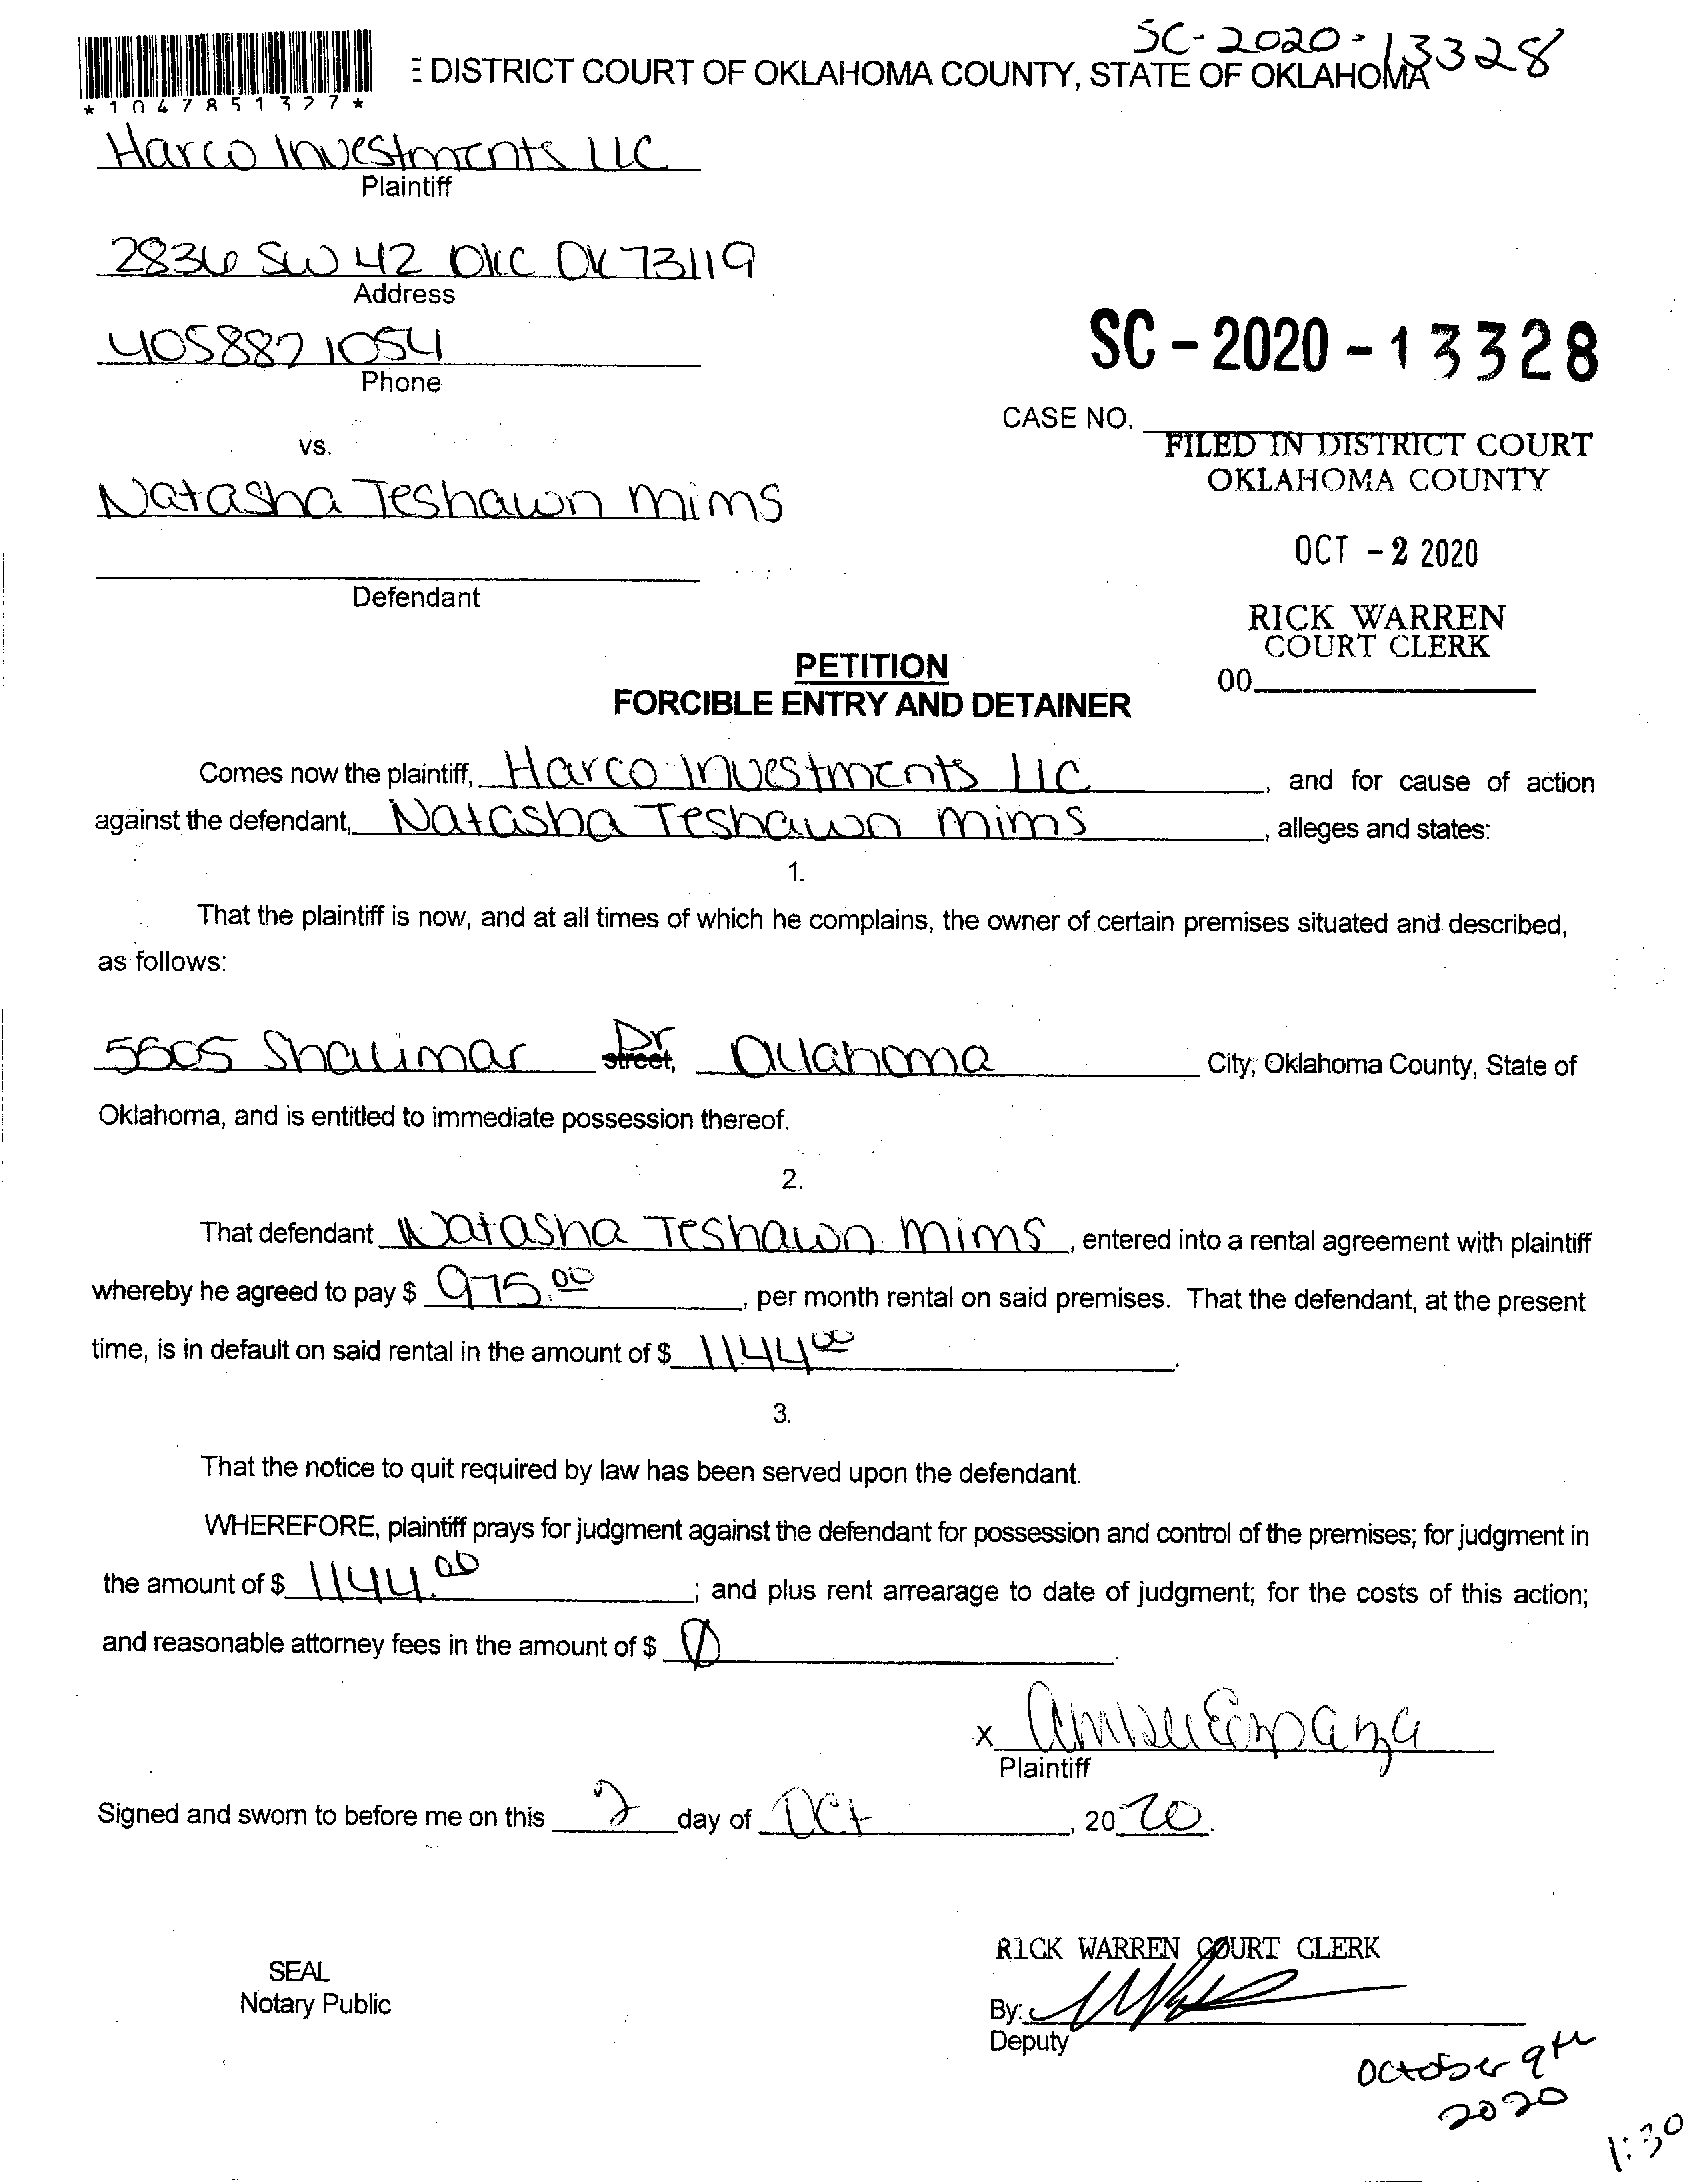 SC-2020-13328
E DISTRICT COURT OF OKLAHOMA COUNTY, STATE OF OKLAHOMA
*1047851327*
Harco Investments LLC
Plaintiff
2836 SW 42 OKC OK 73119
Address
4058871054
Phone
SC-2020-13328
CASE NO.
vs.
FILED IN DISTRICT COURT
OKLAHOMA COUNTY
Natasha Teshawn Mims
OCT -2 2020
Defendant
RICK WARREN
COURT CLERK
00
PETITION
FORCIBLE ENTRY AND DETAINER
Comes now the plaintiff, Harco Investments LLC, and for cause of action
against the defendant, Natasha Teshawn Mims, alleges and states:
1.
That the plaintiff is now, and at all times of which he complains, the owner of certain premises situated and described,
as follows:
5605 Shalimar Dr street, Oklahoma City, Oklahoma County, State of
Oklahoma, and is entitled to immediate possession thereof.
2.
That defendant Natasha Teshawn Mims, entered into a rental agreement with plaintiff
whereby he agreed to pay $ 975.00, per month rental on said premises. That the defendant, at the present
time, is in default on said rental in the amount of $ 1144 00.
3.
That the notice to quit required by law has been served upon the defendant.
WHEREFORE, plaintiff prays for judgment against the defendant for possession and control of the premises; for judgment in
the amount of $ 1144.00; and plus rent arrearage to date of judgment; for the costs of this action;
and reasonable attorney fees in the amount of $ 0.
x
Plaintiff
Signed and sworn to before me on this 2 day of Oct, 2020.
RICK WARREN COURT CLERK
SEAL
Notary Public
By:
Deputy
October 9th
2020
1:30